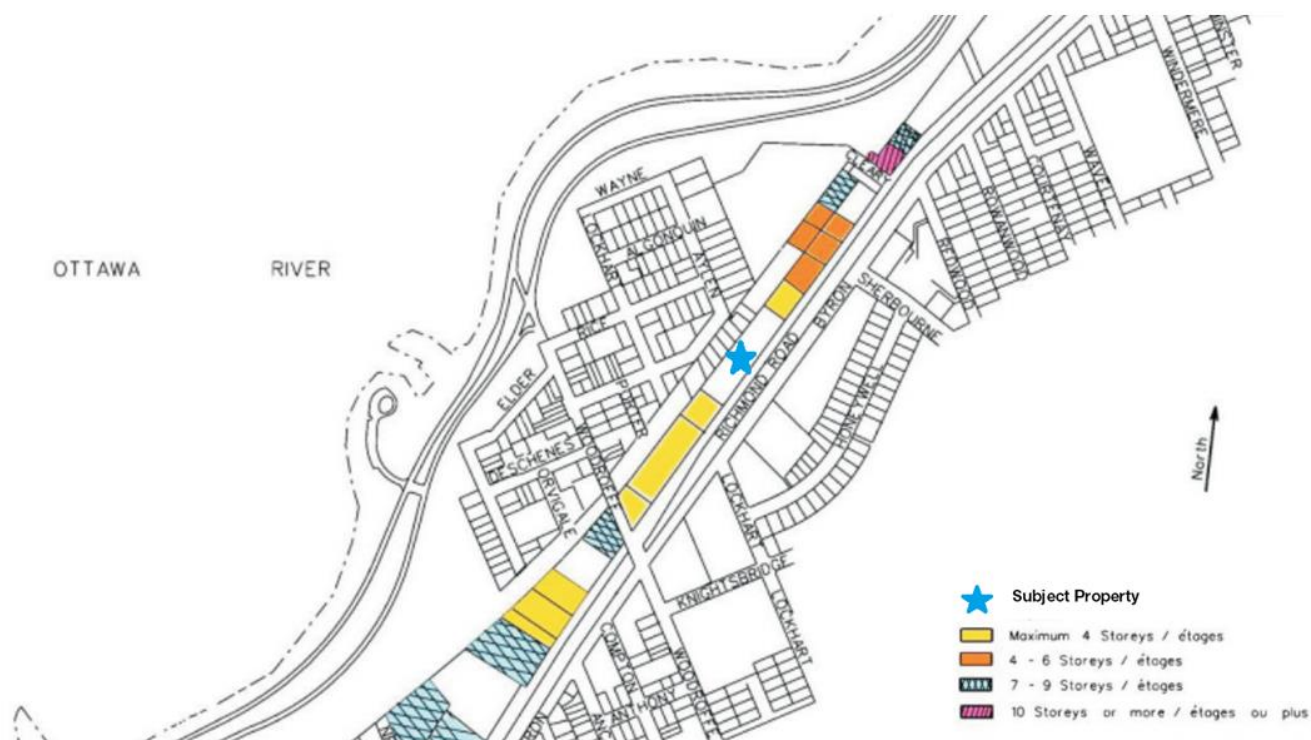 INSTER
WINDERMERE
WAVELL
COURTENAY
ROWANWOOD
REDWOOD
CLEARY
WAYNE
LOCKHART
ALGONQUIN
AYLEN
OTTAWA RIVER
SHERBOURNE
BYRON
RICHMOND ROAD
RICE
ELDER
PORTER
HONEYWELL
WOODROFFE
DESCHENES
ORVIGALE
LOCKHART
North
KNIGHTSBRIDGE
LOCKHART
COMPTON
WOODROFFE
ANTHONY
Subject Property
Maximum 4 Storeys / étages
4 - 6 Storeys / étages
7 - 9 Storeys / étages
10 Storeys or more / étages ou plus